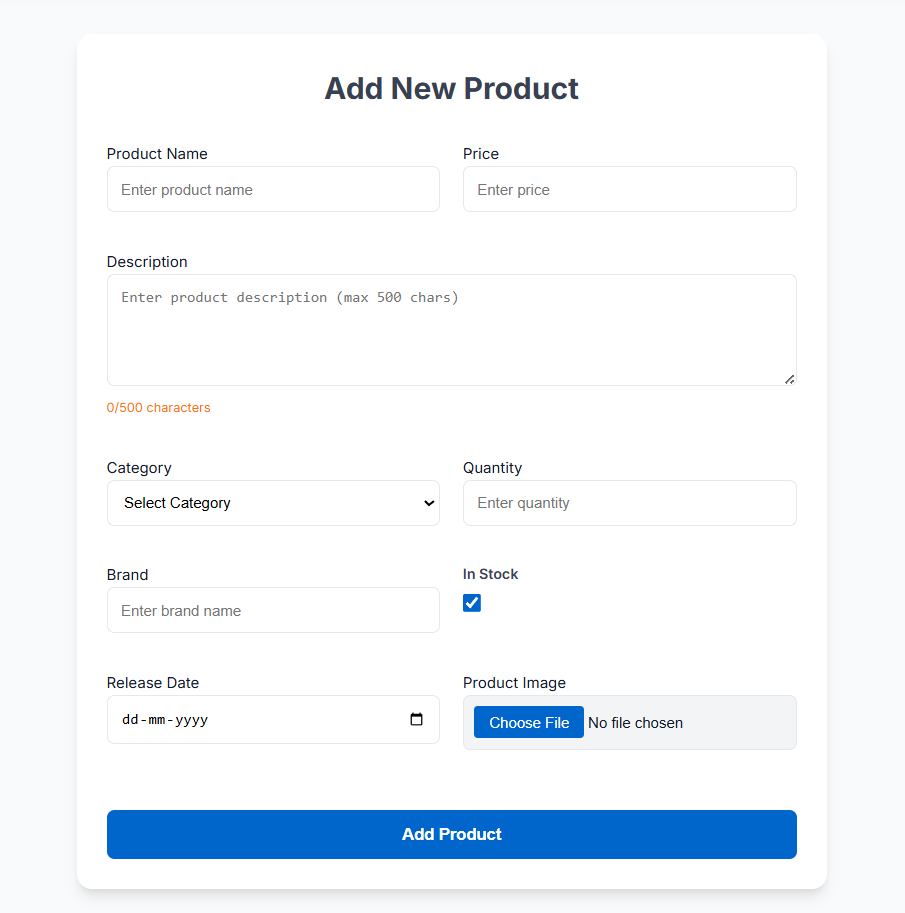 Add New Product
Product Name
Price
Enter product name
Enter price
Description
Enter product description (max 500 chars)
0/500 characters
Category
Quantity
Select Category
Enter quantity
Brand
In Stock
Enter brand name
Release Date
Product Image
dd-mm-yyyy
Choose File No file chosen
Add Product